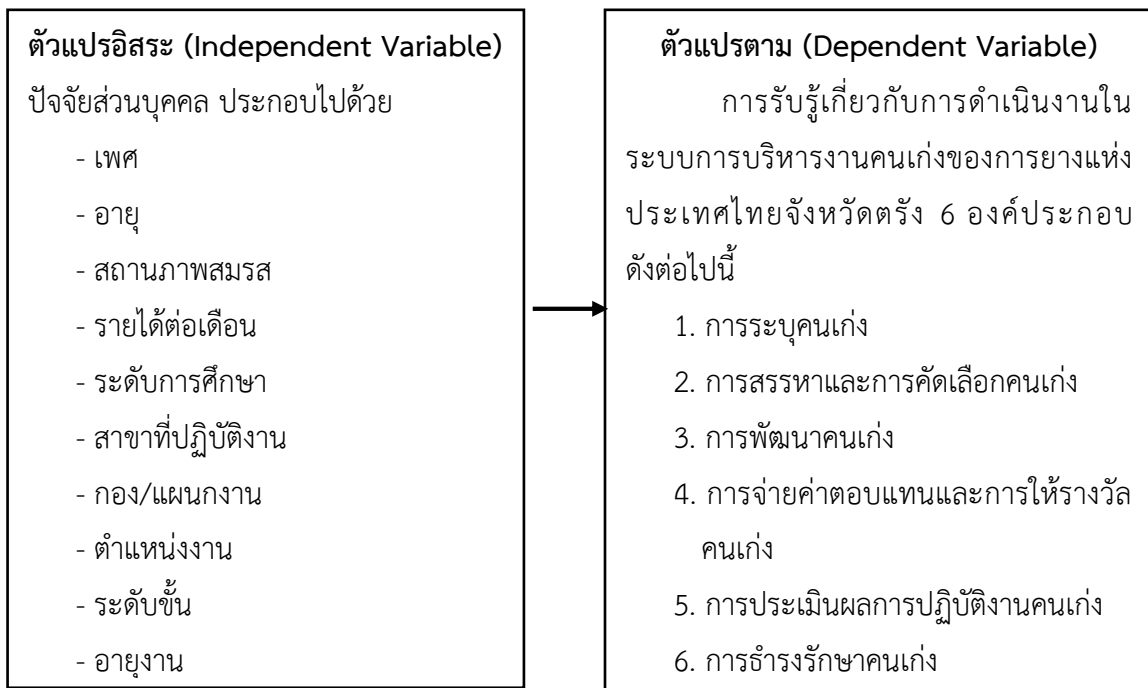 ตัวแปรอิสระ (Independent Variable)
ปัจจัยส่วนบุคคล ประกอบไปด้วย
- เพศ
- อายุ
- สถานภาพสมรส
- รายได้ต่อเดือน
- ระดับการศึกษา
- สาขาที่ปฏิบัติงาน
- กอง/แผนกงาน
- ตำแหน่งงาน
- ระดับขั้น
- อายุงาน
ตัวแปรตาม (Dependent Variable)
การรับรู้เกี่ยวกับการดำเนินงานใน
ระบบการบริหารงานคนเก่งของการยางแห่ง
ประเทศไทยจังหวัดตรัง 6 องค์ประกอบ
ดังต่อไปนี้
1. การระบุคนเก่ง
2. การสรรหาและการคัดเลือกคนเก่ง
3. การพัฒนาคนเก่ง
4. การจ่ายค่าตอบแทนและการให้รางวัล
คนเก่ง
5. การประเมินผลการปฏิบัติงานคนเก่ง
6. การธำรงรักษาคนเก่ง